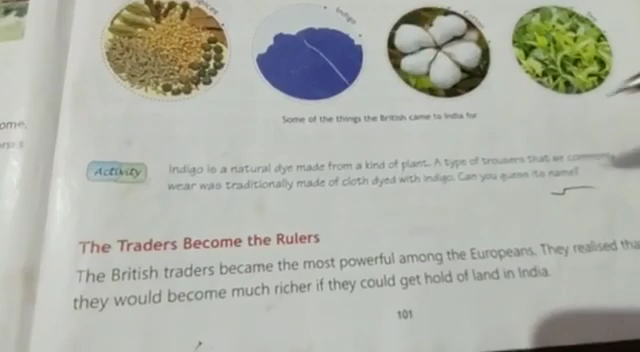 Spices
Indigo
Cotton
Some of the things the British came to India for
Activity
Indigo is a natural dye made from a kind of plant. A type of trousers that we
wear was traditionally made of cloth dyed with indigo. Can you guess its name?
The Traders Become the Rulers
The British traders became the most powerful among the Europeans. They realised
they would become much richer if they could get hold of land in India.
101